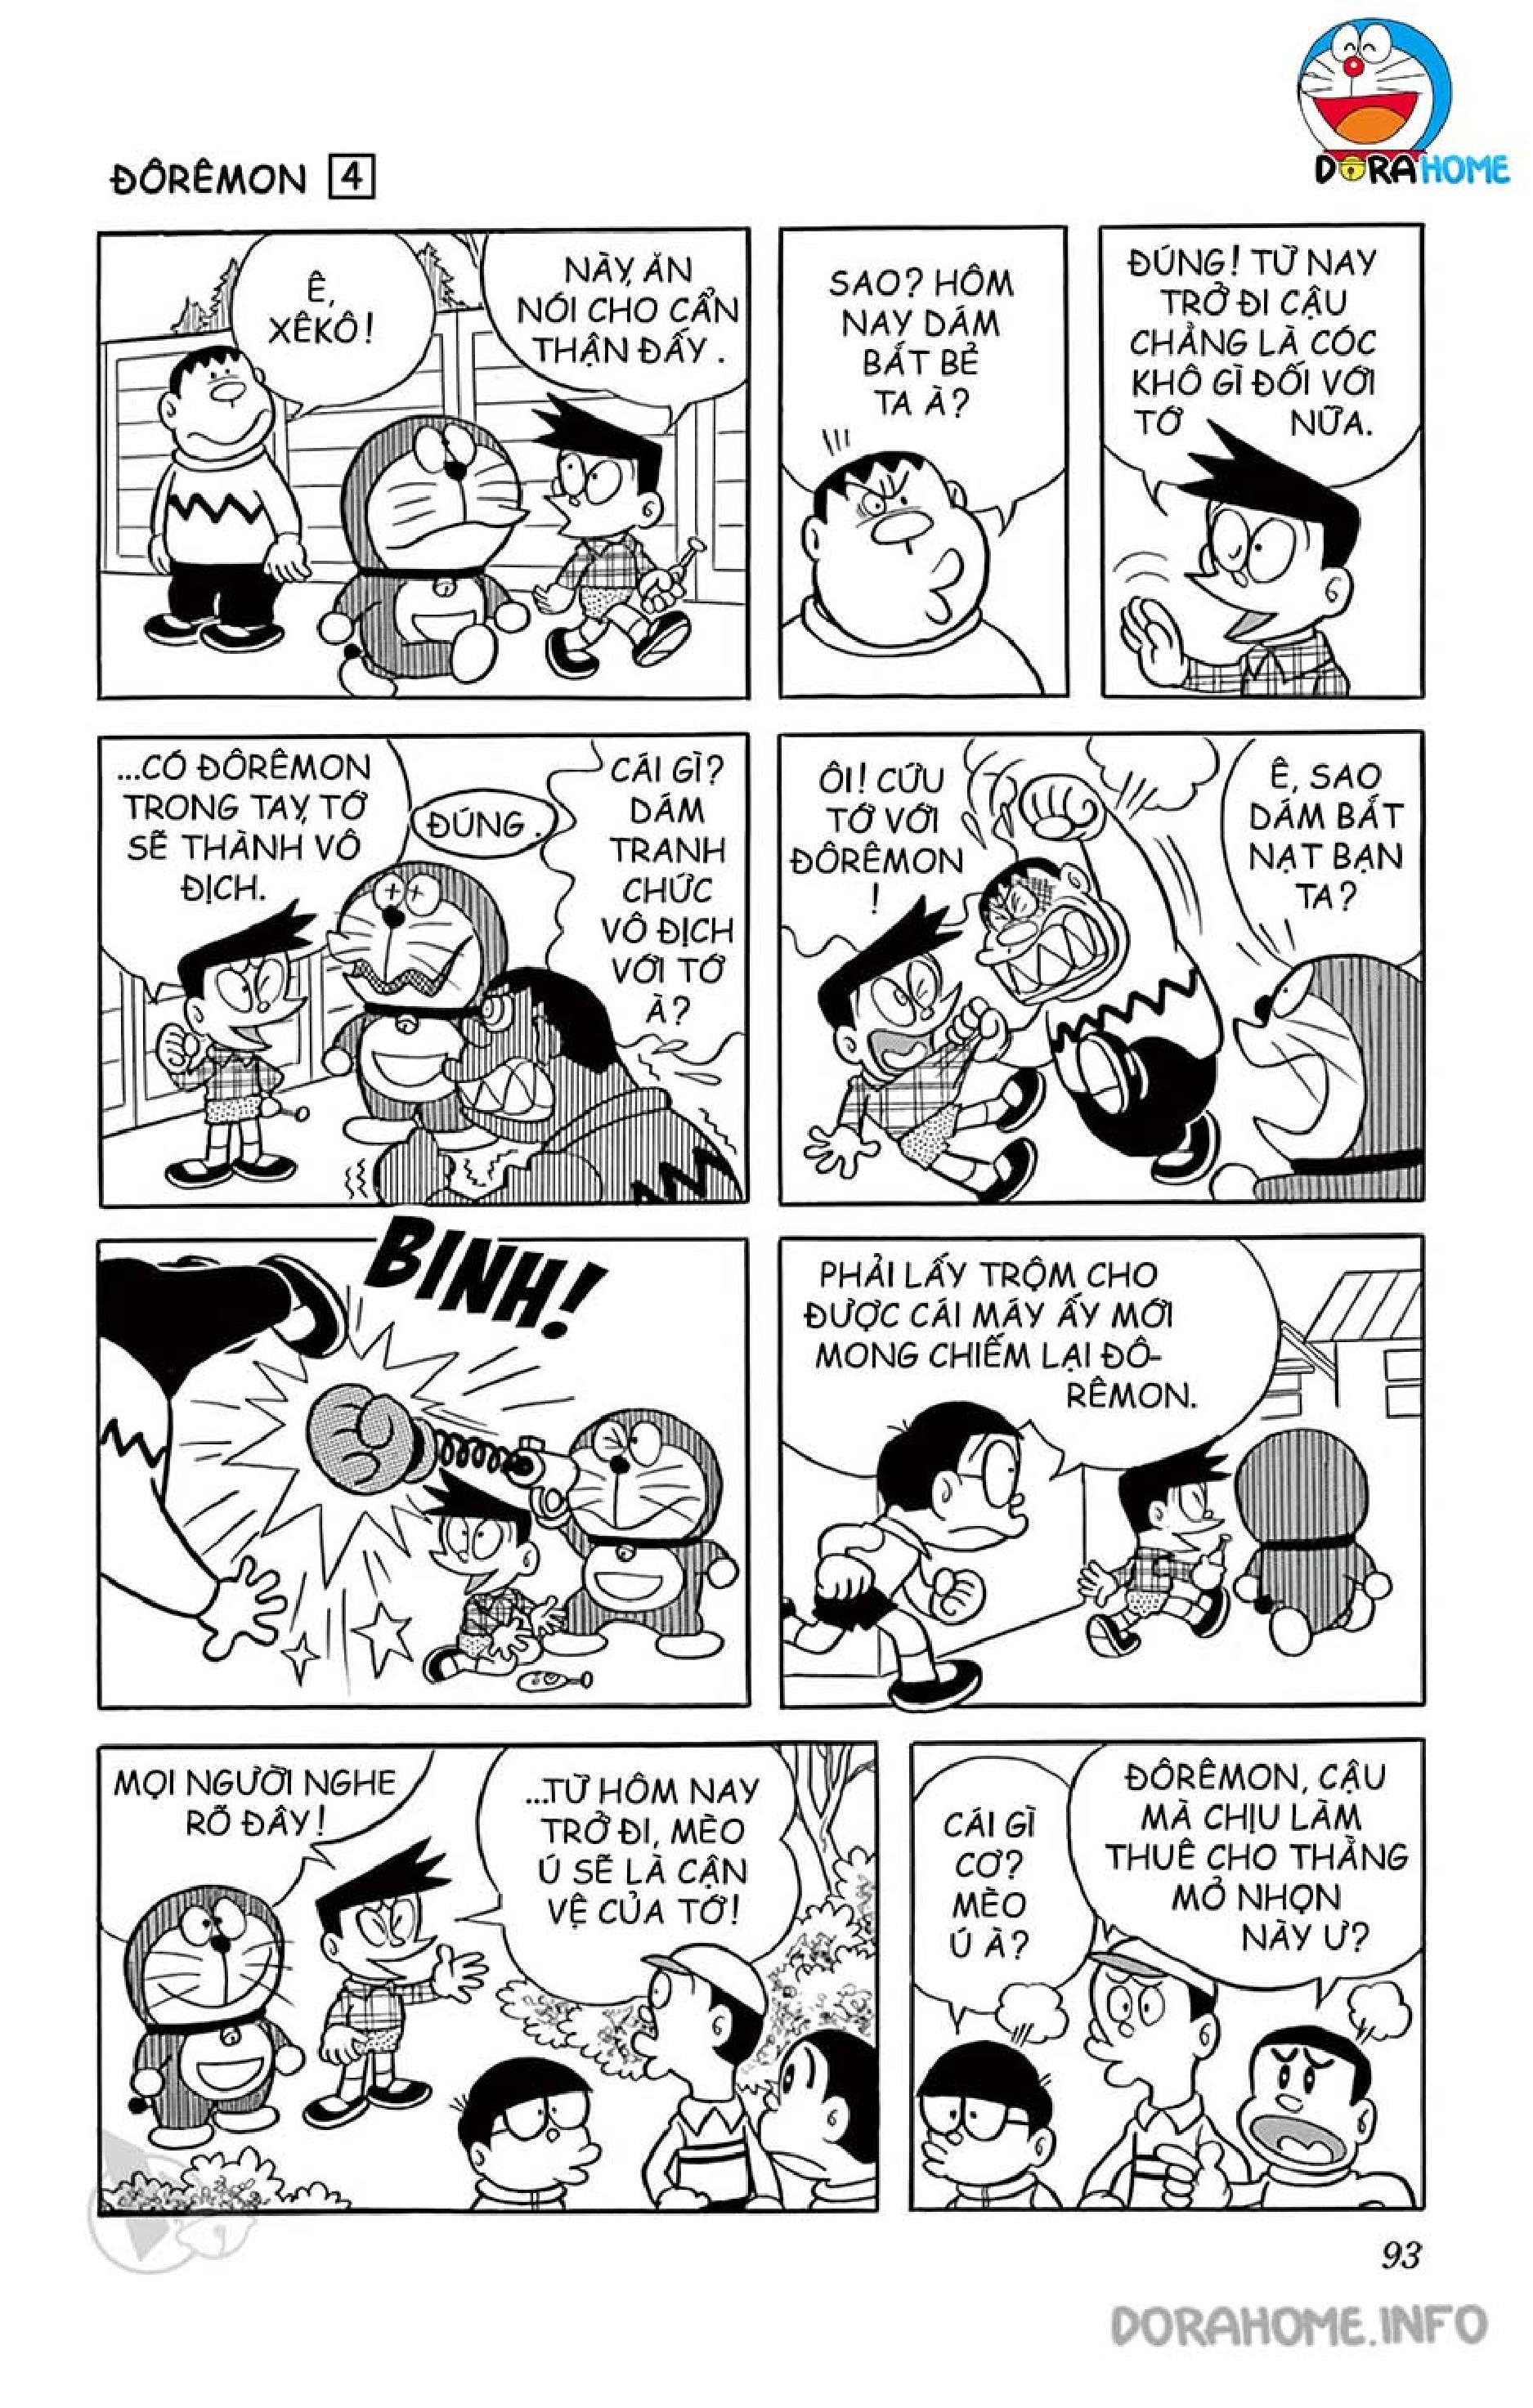 DORAHOME
ĐÔRÊMON 4
Ê,
XÊKÔ!
NÀY, ĂN
NÓI CHO CẨN
THẬN ĐẤY.
SAO? HÔM
NAY DÁM
BẮT BẺ
TA À?
ĐÚNG! TỪ NAY
TRỞ ĐI CẬU
CHẲNG LÀ CÓC
KHÔ GÌ ĐỐI VỚI
TỚ NỮA.
...CÓ ĐÔRÊMON
TRONG TAY, TỚ
SẼ THÀNH VÔ
ĐỊCH.
ĐÚNG.
CÁI GÌ?
DÁM
TRANH
CHỨC
VÔ ĐỊCH
VỚI TỚ
À?
ÔI! CỨU
TỚ VỚI
ĐÔRÊMON
!
Ê, SAO
DÁM BẮT
NẠT BẠN
TA?
BINH!
PHẢI LẤY TRỘM CHO
ĐƯỢC CÁI MÁY ẤY MỚI
MONG CHIẾM LẠI ĐÔ-
RÊMON.
MỌI NGƯỜI NGHE
RÕ ĐÂY!
...TỪ HÔM NAY
TRỞ ĐI, MÈO
Ú SẼ LÀ CẬN
VỆ CỦA TỚ!
CÁI GÌ
CƠ?
MÈO
Ú À?
ĐÔRÊMON, CẬU
MÀ CHỊU LÀM
THUÊ CHO THẰNG
MỎ NHỌN
NÀY Ư?
93
DORAHOME.INFO